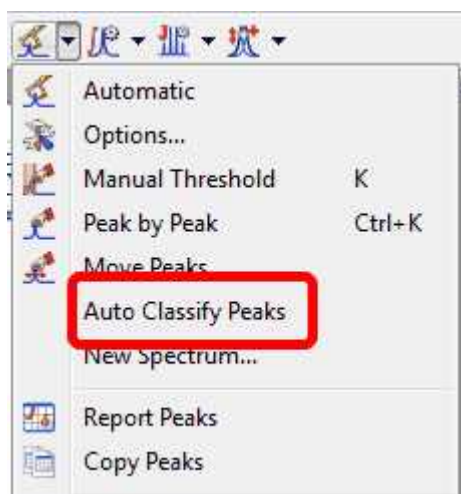 Automatic
Options...
Manual Threshold K
Peak by Peak Ctrl+K
Move Peaks
Auto Classify Peaks
New Spectrum...
Report Peaks
Copy Peaks